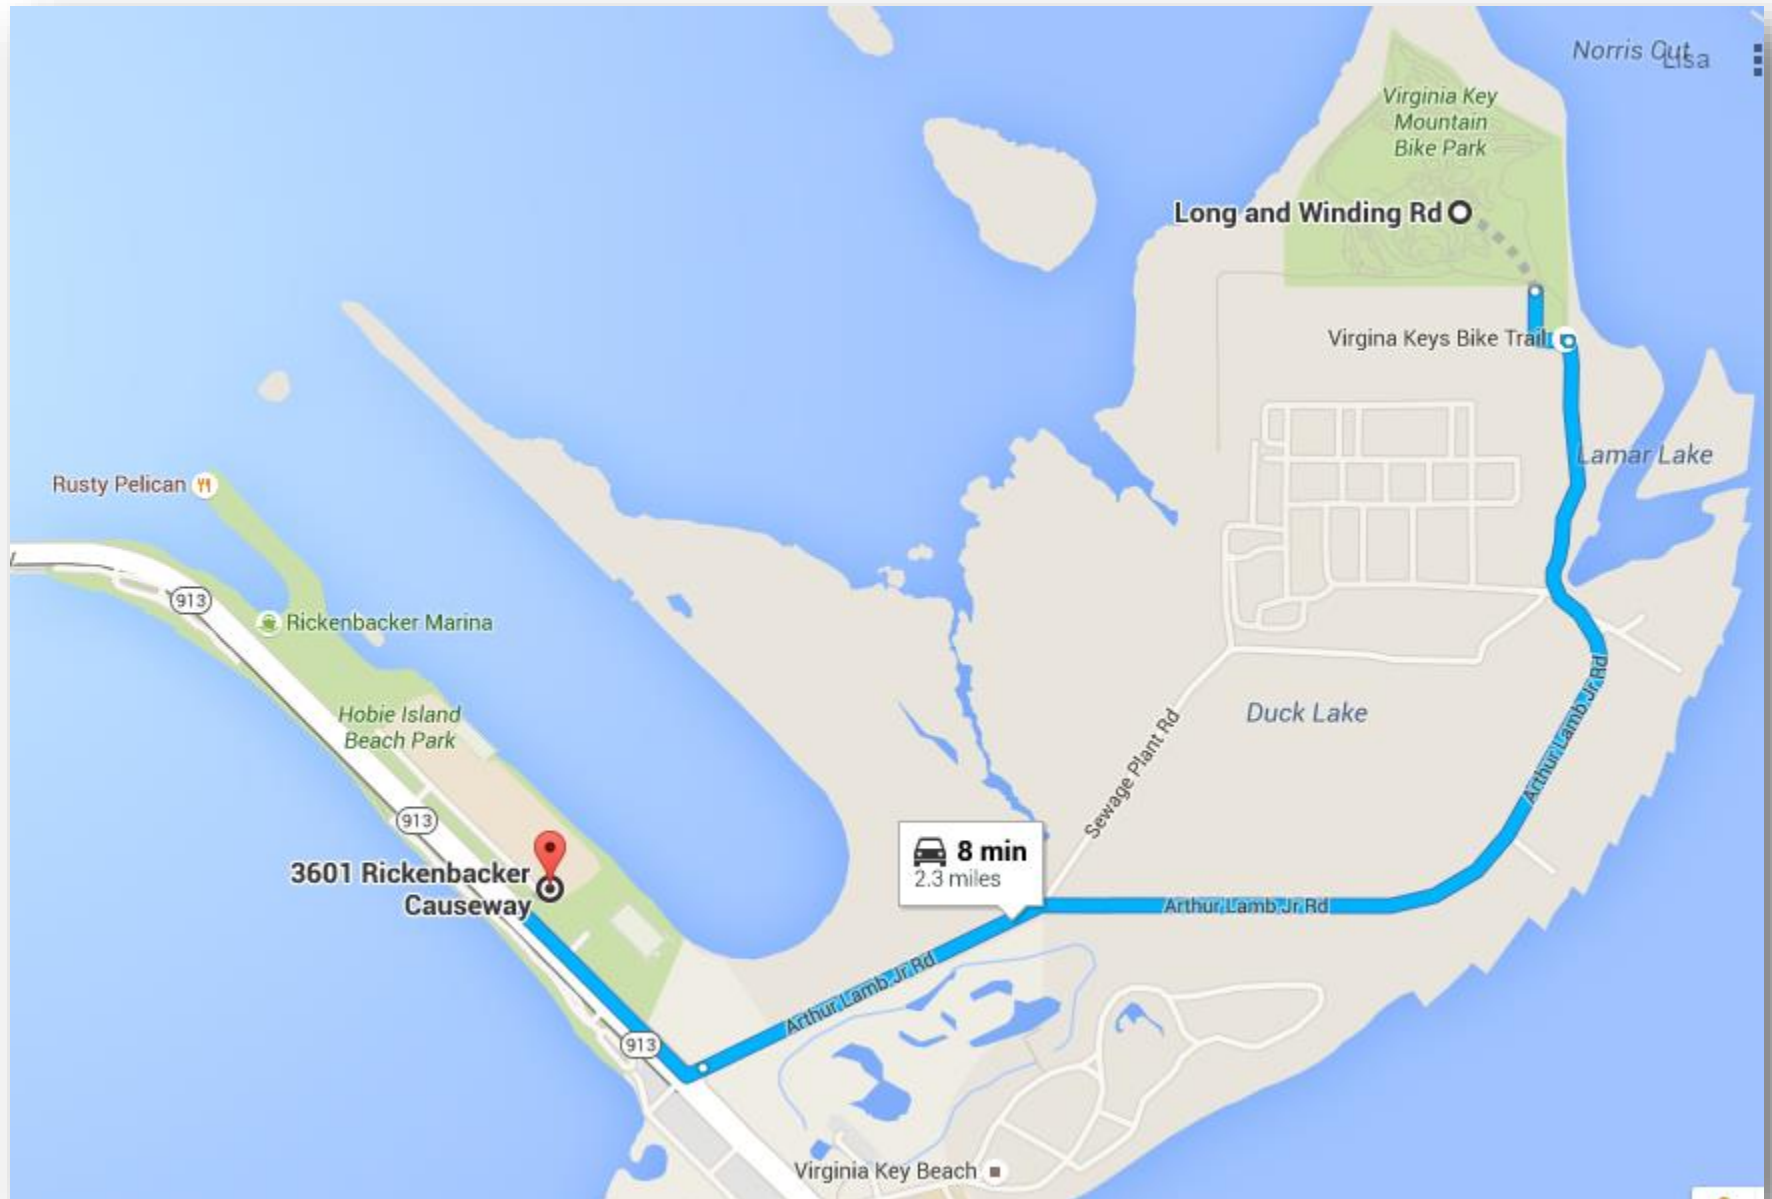 Norris Cut
Lisa
Virginia Key
Mountain
Bike Park
Long and Winding Rd
Virgina Keys Bike Trail
Lamar Lake
Rusty Pelican
913
Rickenbacker Marina
Arthur Lamb Jr Rd
Hobie Island
Beach Park
Duck Lake
Sewage Plant Rd
913
8 min
2.3 miles
3601 Rickenbacker
Causeway
Arthur Lamb Jr Rd
Arthur Lamb Jr Rd
913
Virginia Key Beach